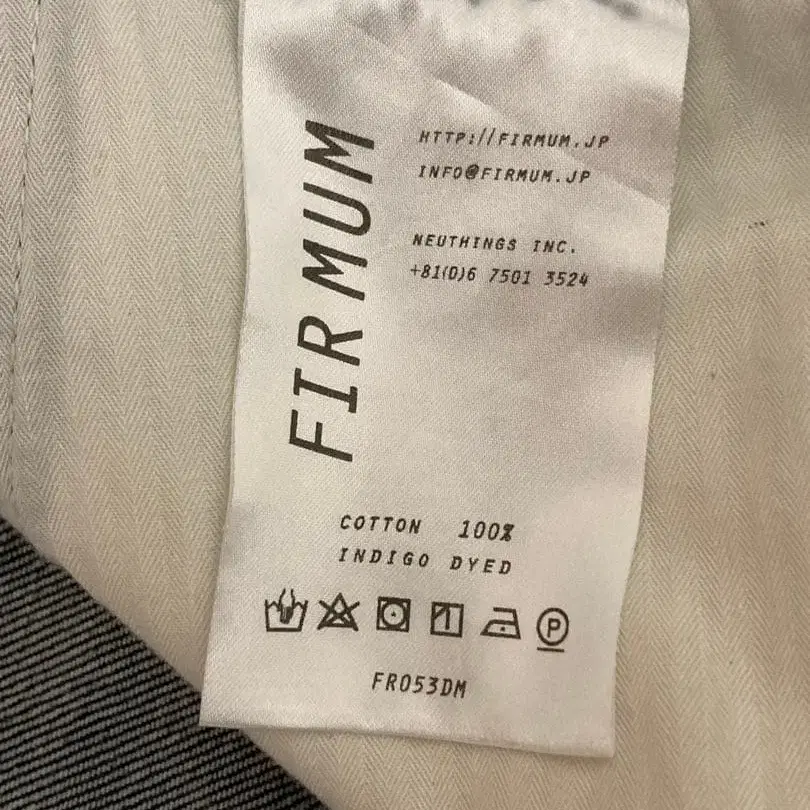 FIRMUM
HTTP://FIRMUM.JP
INFO@FIRMUM.JP
NEUTHINGS INC.
+81(0)6 7501 3524
COTTON 100%
INDIGO DYED
P
FR053DM